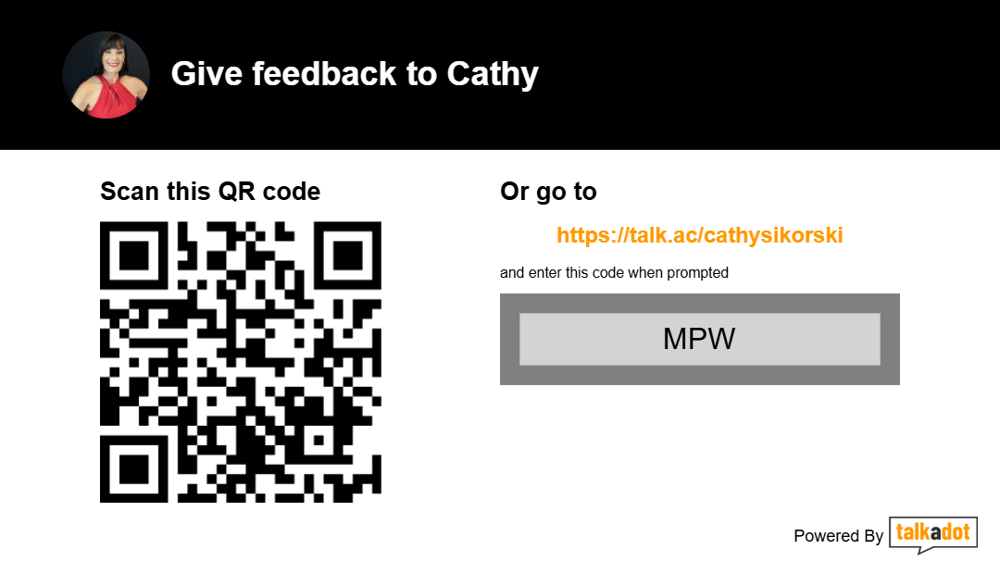 Give feedback to Cathy
Scan this QR code
Or go to
https://talk.ac/cathysikorski
and enter this code when prompted
MPW
Powered By talkadot